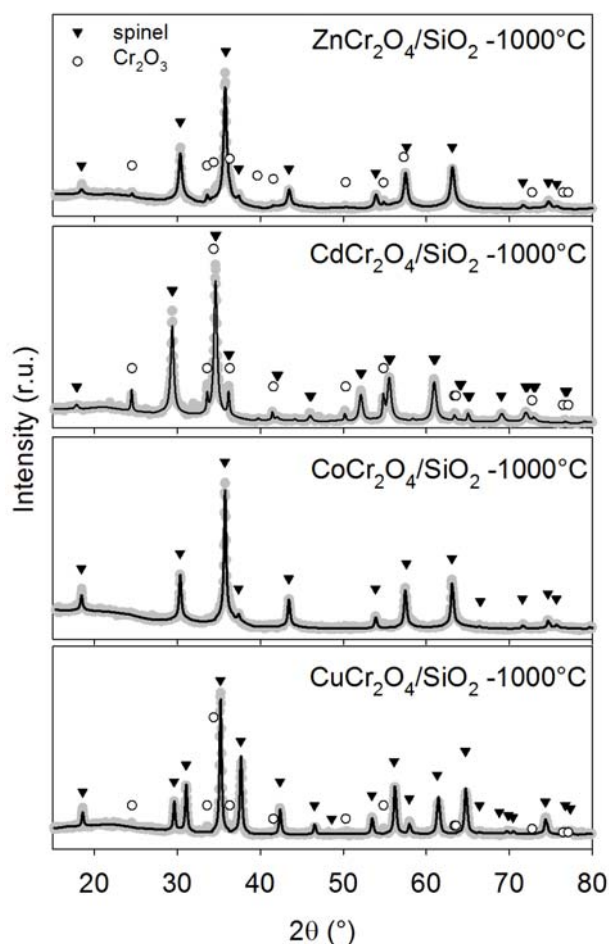 spinel
Cr₂O₃
ZnCr₂O₄/SiO₂ -1000°C
CdCr₂O₄/SiO₂ -1000°C
CoCr₂O₄/SiO₂ -1000°C
CuCr₂O₄/SiO₂ -1000°C
Intensity (r.u.)
20 30 40 50 60 70 80
2θ (°)